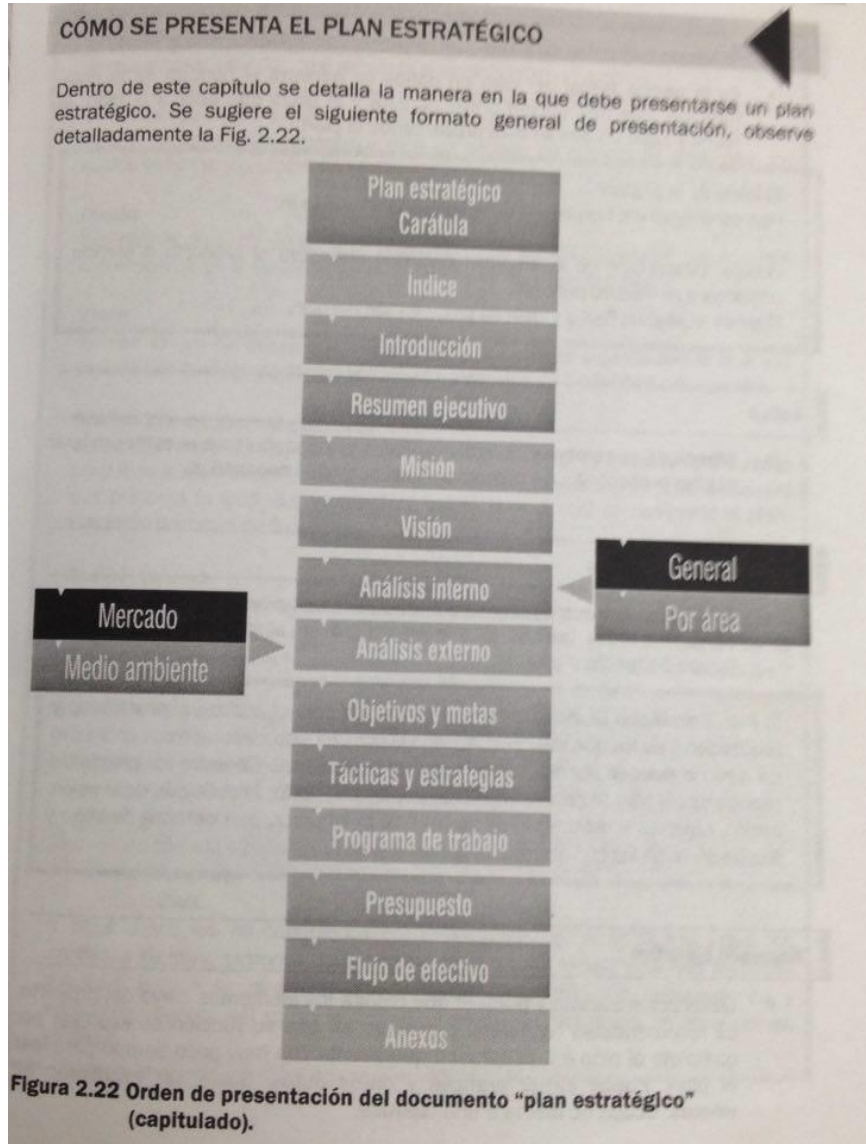 CÓMO SE PRESENTA EL PLAN ESTRATÉGICO
Dentro de este capítulo se detalla la manera en la que debe presentarse un plan
estratégico. Se sugiere el siguiente formato general de presentación, observe
detalladamente la Fig. 2.22.
Plan estratégico
Carátula
Índice
Introducción
Resumen ejecutivo
Misión
Visión
Análisis interno
General
Por área
Mercado
Medio ambiente
Análisis externo
Objetivos y metas
Tácticas y estrategias
Programa de trabajo
Presupuesto
Flujo de efectivo
Anexos
Figura 2.22 Orden de presentación del documento “plan estratégico”
(capitulado).